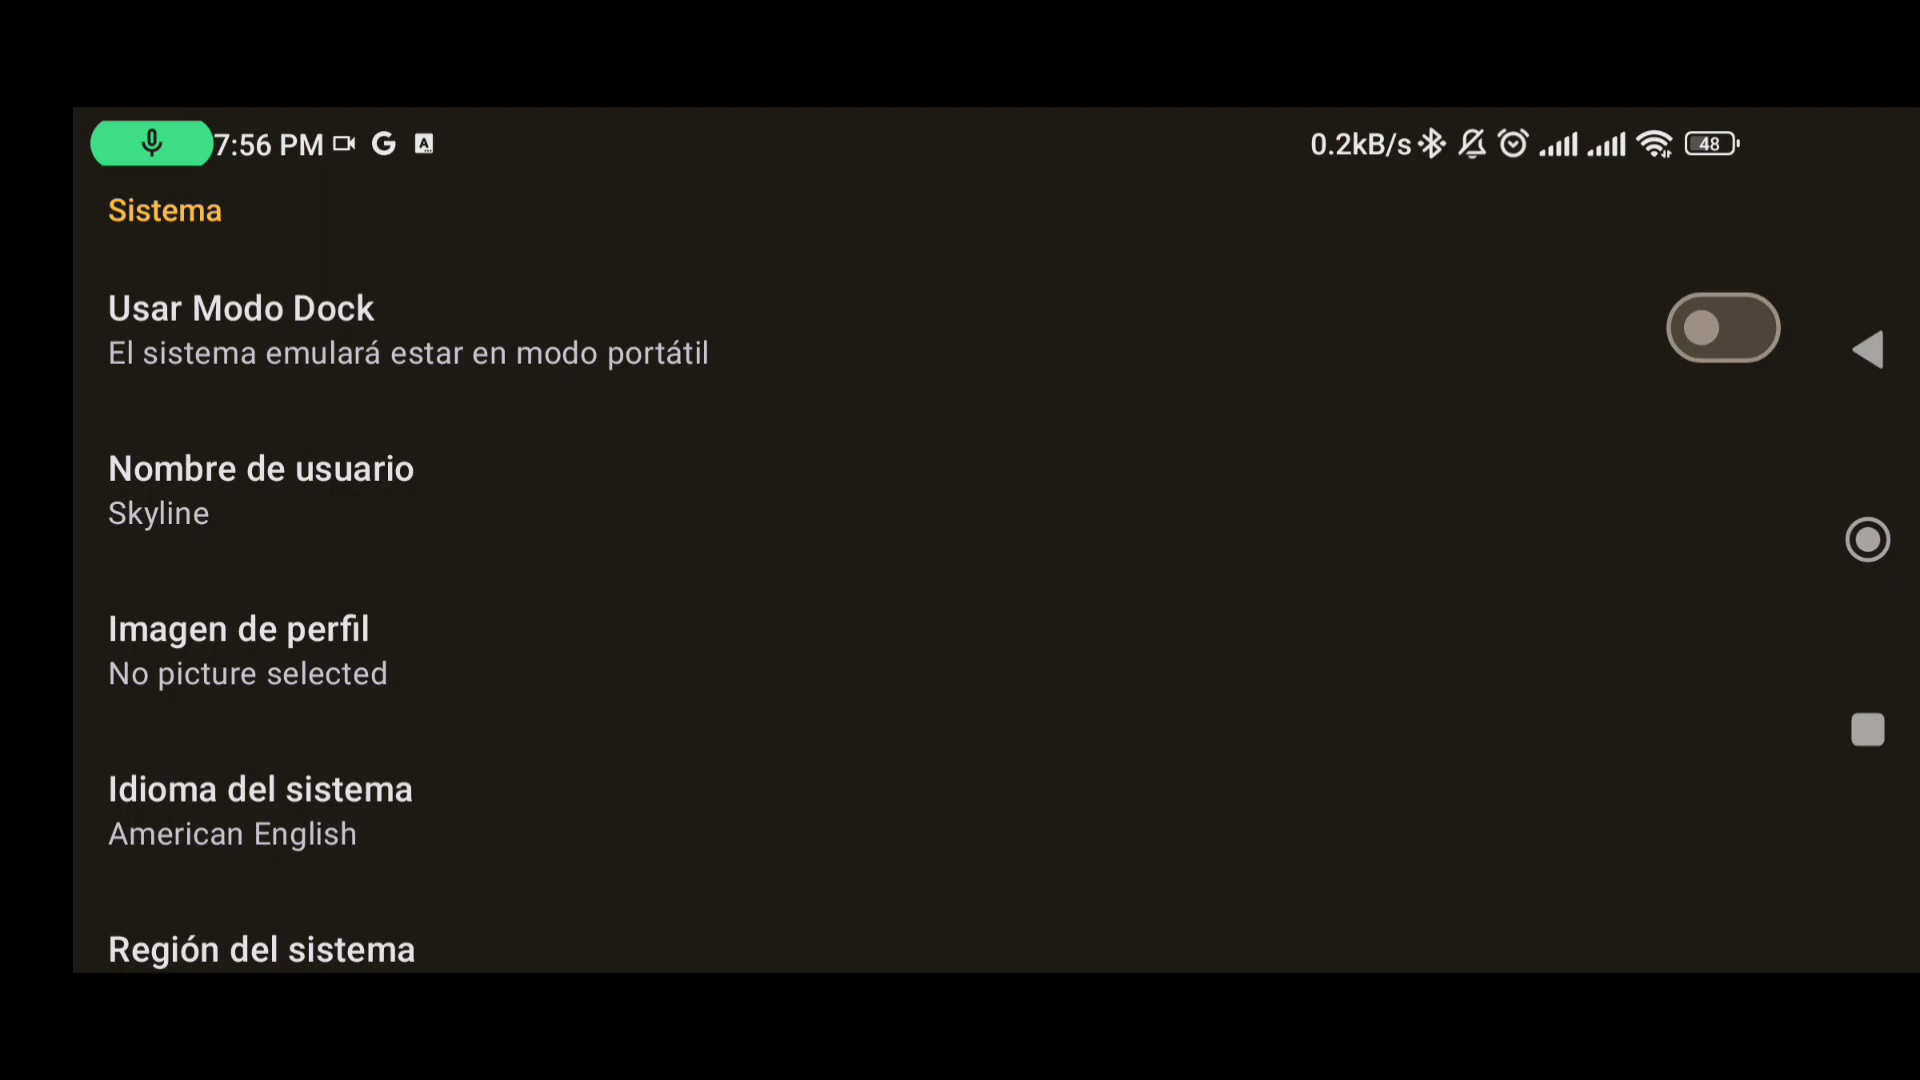 7:56 PM
0.2kB/s 48
Sistema
Usar Modo Dock
El sistema emulará estar en modo portátil
Nombre de usuario
Skyline
Imagen de perfil
No picture selected
Idioma del sistema
American English
Región del sistema